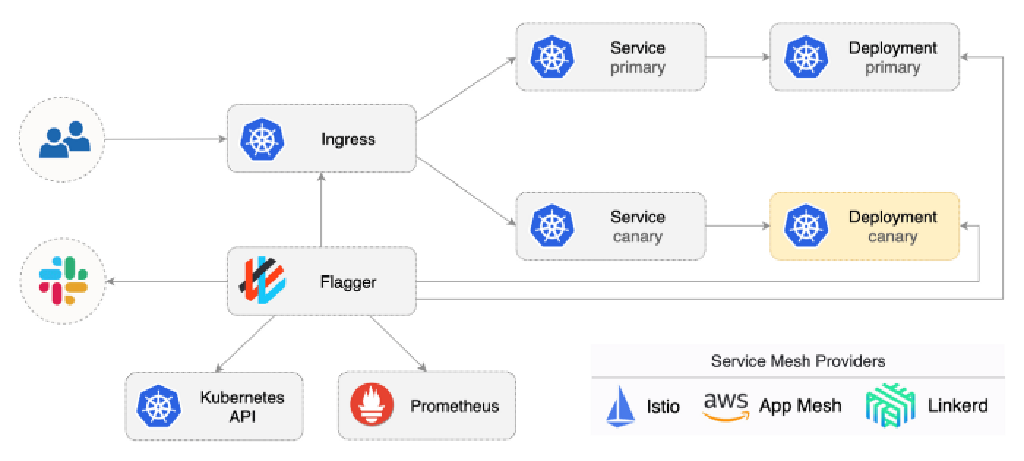 Service
primary
Deployment
primary
Ingress
Service
canary
Deployment
canary
Flagger
Kubernetes
API
Prometheus
Service Mesh Providers
Istio
aws
App Mesh
Linkerd